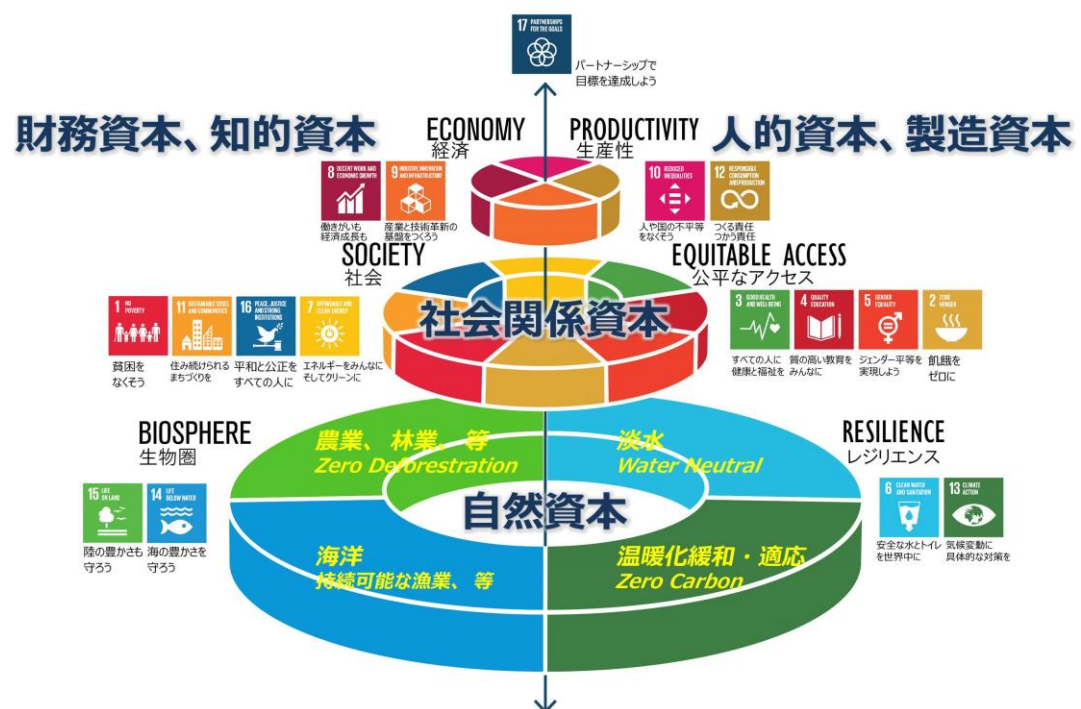 17 PARTNERSHIPS
FOR THE GOALS
パートナーシップで
目標を達成しよう
財務資本、知的資本
ECONOMY
経済
PRODUCTIVITY
生産性
人的資本、製造資本
8 DECENT WORK AND
ECONOMIC GROWTH
働きがいも
経済成長も
9 INDUSTRY, INNOVATION
AND INFRASTRUCTURE
産業と技術革新の
基盤をつくろう
10 REDUCED
INEQUALITIES
人や国の不平等
をなくそう
12 RESPONSIBLE
CONSUMPTION
AND PRODUCTION
つくる責任
つかう責任
SOCIETY
社会
EQUITABLE ACCESS
公平なアクセス
社会関係資本
1 NO
POVERTY
貧困を
なくそう
11 SUSTAINABLE CITIES
AND COMMUNITIES
住み続けられる
まちづくりを
16 PEACE, JUSTICE
AND STRONG
INSTITUTIONS
平和と公正を
すべての人に
7 AFFORDABLE AND
CLEAN ENERGY
エネルギーをみんなに
そしてクリーンに
3 GOOD HEALTH
AND WELL-BEING
すべての人に
健康と福祉を
4 QUALITY
EDUCATION
質の高い教育を
みんなに
5 GENDER
EQUALITY
ジェンダー平等を
実現しよう
2 ZERO
HUNGER
飢餓を
ゼロに
BIOSPHERE
生物圏
RESILIENCE
レジリエンス
農業、林業、等
Zero Deforestration
淡水
Water Neutral
自然資本
海洋
持続可能な漁業、等
温暖化緩和・適応
Zero Carbon
15 LIFE
ON LAND
陸の豊かさも
守ろう
14 LIFE
BELOW WATER
海の豊かさを
守ろう
6 CLEAN WATER
AND SANITATION
安全な水とトイレ
を世界中に
13 CLIMATE
ACTION
気候変動に
具体的な対策を